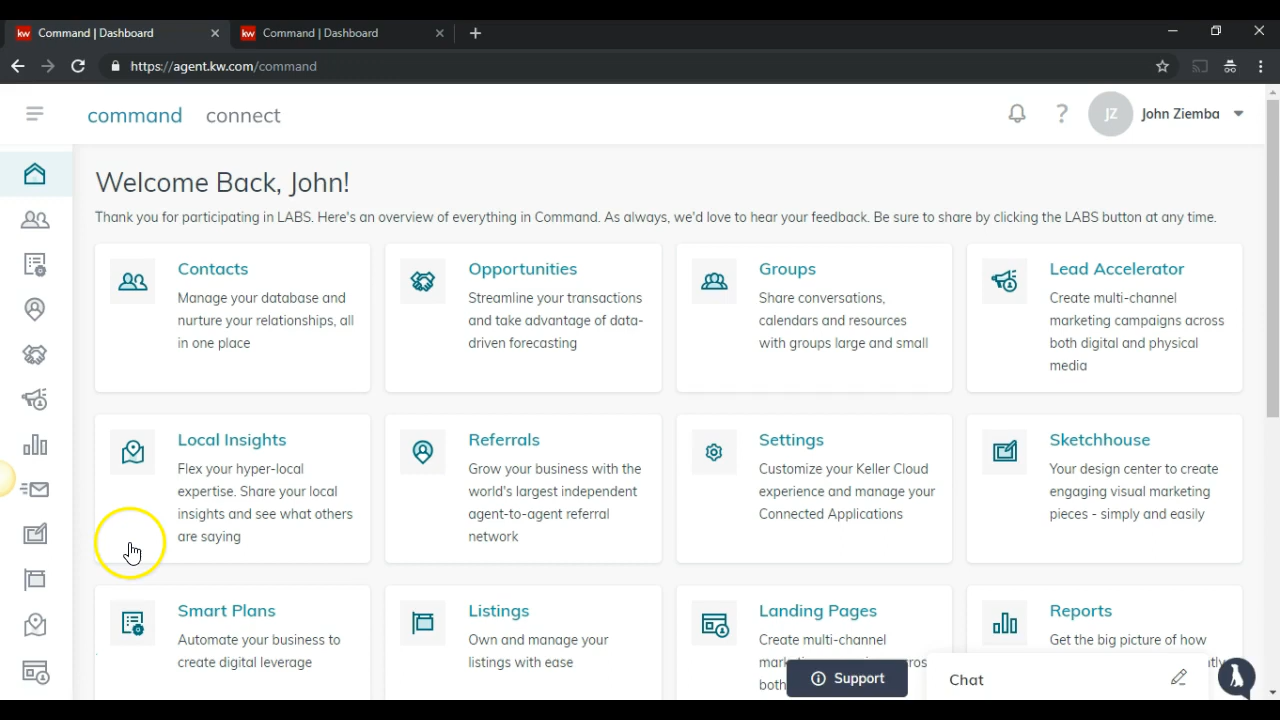 kw Command | Dashboard
kw Command | Dashboard
https://agent.kw.com/command
command connect
? JZ John Ziemba
Welcome Back, John!
Thank you for participating in LABS. Here's an overview of everything in Command. As always, we'd love to hear your feedback. Be sure to share by clicking the LABS button at any time.
Contacts
Manage your database and
nurture your relationships, all
in one place
Opportunities
Streamline your transactions
and take advantage of data-
driven forecasting
Groups
Share conversations,
calendars and resources
with groups large and small
Lead Accelerator
Create multi-channel
marketing campaigns across
both digital and physical
media
Local Insights
Flex your hyper-local
expertise. Share your local
insights and see what others
are saying
Referrals
Grow your business with the
world's largest independent
agent-to-agent referral
network
Settings
Customize your Keller Cloud
experience and manage your
Connected Applications
Sketchhouse
Your design center to create
engaging visual marketing
pieces - simply and easily
Smart Plans
Automate your business to
create digital leverage
Listings
Own and manage your
listings with ease
Landing Pages
Create multi-channel
both
Reports
Get the big picture of how
Support
Chat